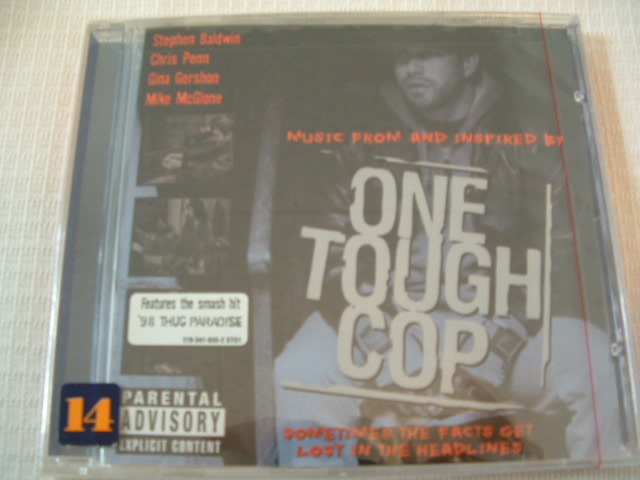 Stephen Baldwin
Chris Penn
Gina Gershon
Mike McGlone
MUSIC FROM AND INSPIRED BY
ONE
TOUGH
COP
Features the smash hit
'98 THUG PARADISE
14
PARENTAL
ADVISORY
EXPLICIT CONTENT
SOMETIMES THE FACTS GET
LOST IN THE HEADLINES